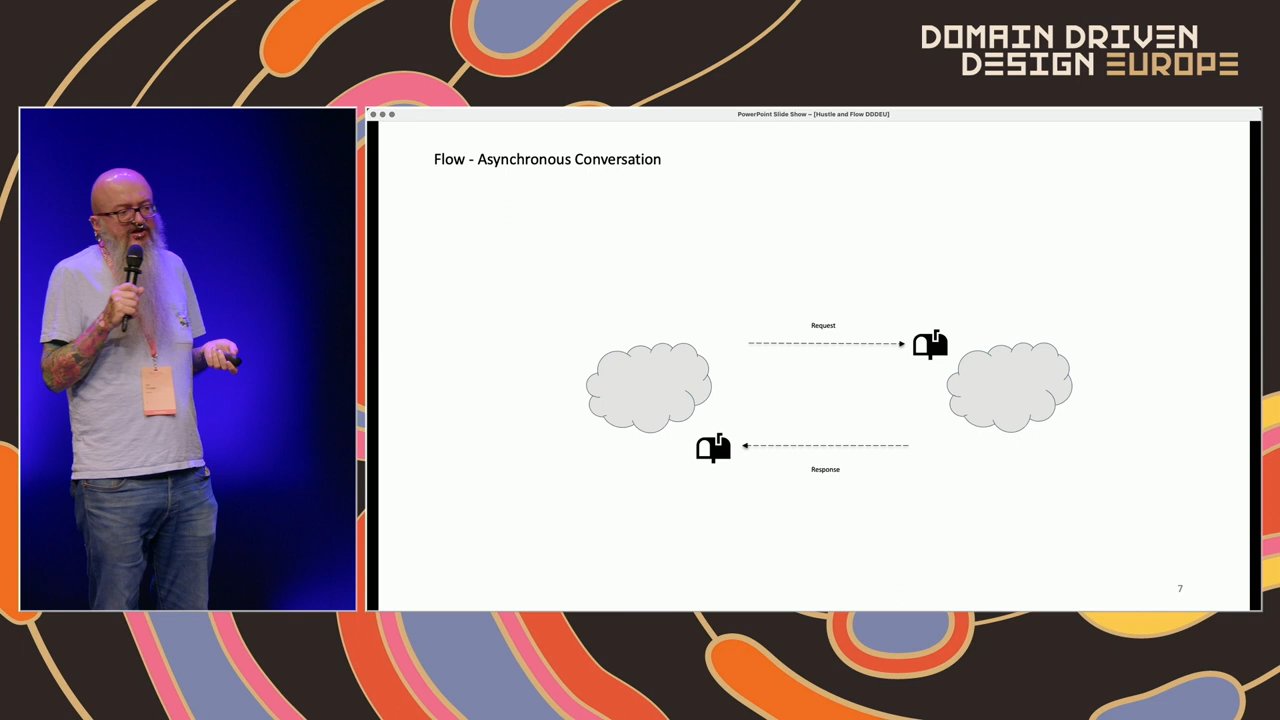 DOMAIN DRIVEN
DESIGN EUROPE
PowerPoint Slide Show – [Hustle and Flow DDDEU]
Flow - Asynchronous Conversation
Request
Response
7